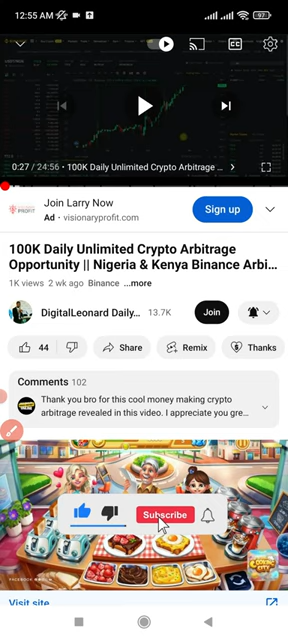 12:55 AM
97
0:27 / 24:56 • 100K Daily Unlimited Crypto Arbitrage ...
PROFIT
Join Larry Now
Ad • visionaryprofit.com
Sign up
100K Daily Unlimited Crypto Arbitrage
Opportunity || Nigeria & Kenya Binance Arbi...
1K views 2 wk ago Binance ...more
DigitalLeonard Daily...
13.7K
Join
44
Share
Remix
Thanks
Comments 102
Thank you bro for this cool money making crypto
arbitrage revealed in this video. I appreciate you gre...
Subscribe
COOKING
CITY
Visit site